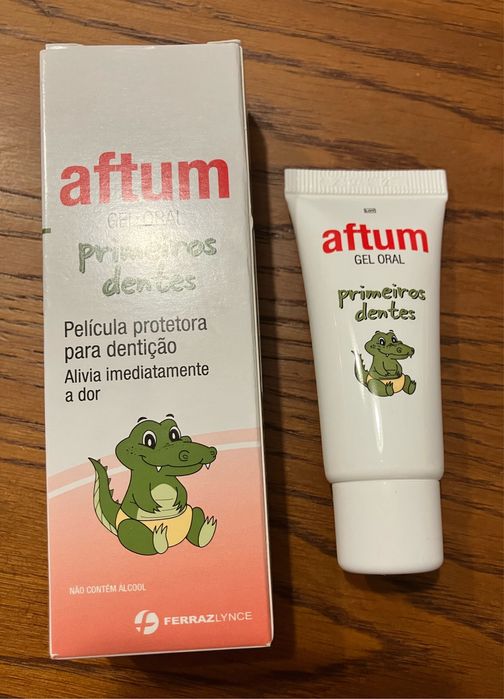 aftum
GEL ORAL
primeiros
dentes
Película protetora
para dentição
Alivia imediatamente
a dor
NÃO CONTÉM ÁLCOOL
FERRAZLYNCE
aftum
GEL ORAL
primeiros
dentes